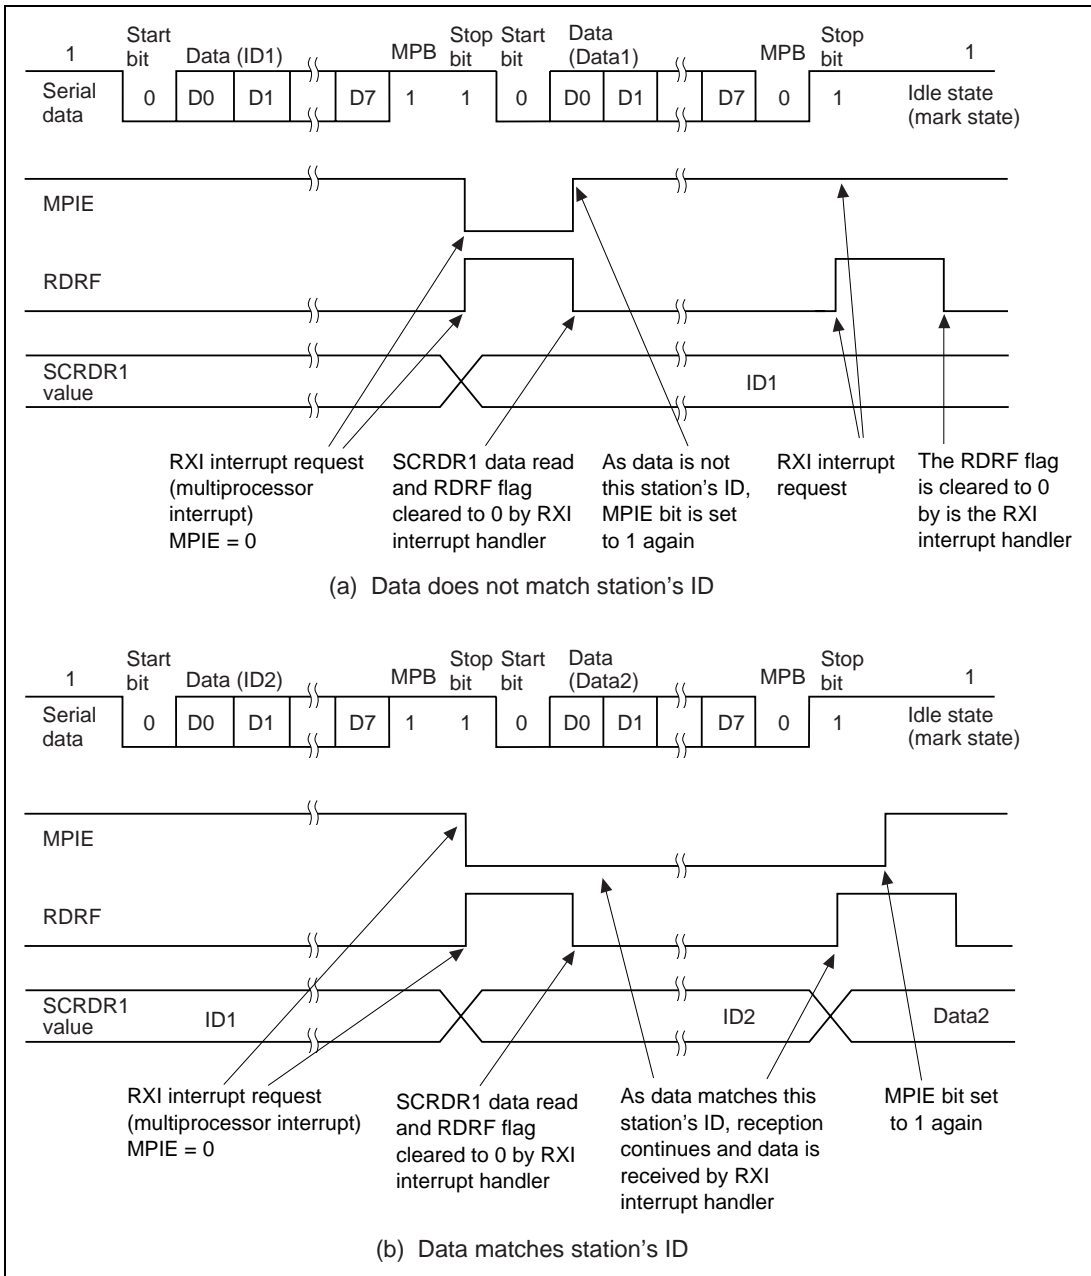 Start Data (ID1) MPB Stop Start Data MPB Stop
1 bit bit bit (Data1) bit 1
Serial data 0 D0 D1 D7 1 1 0 D0 D1 D7 0 1 Idle state
(mark state)
MPIE
RDRF
SCRDR1
value
ID1
RXI interrupt request
(multiprocessor
interrupt)
MPIE = 0
SCRDR1 data read
and RDRF flag
cleared to 0 by RXI
interrupt handler
As data is not
this station's ID,
MPIE bit is set
to 1 again
RXI interrupt
request
The RDRF flag
is cleared to 0
by is the RXI
interrupt handler
(a) Data does not match station's ID
Start Data (ID2) MPB Stop Start Data MPB Stop
1 bit bit bit (Data2) bit 1
Serial data 0 D0 D1 D7 1 1 0 D0 D1 D7 0 1 Idle state
(mark state)
MPIE
RDRF
SCRDR1
value
ID1
ID2
Data2
RXI interrupt request
(multiprocessor interrupt)
MPIE = 0
SCRDR1 data read
and RDRF flag
cleared to 0 by RXI
interrupt handler
As data matches this
station's ID, reception
continues and data is
received by RXI
interrupt handler
MPIE bit set
to 1 again
(b) Data matches station's ID